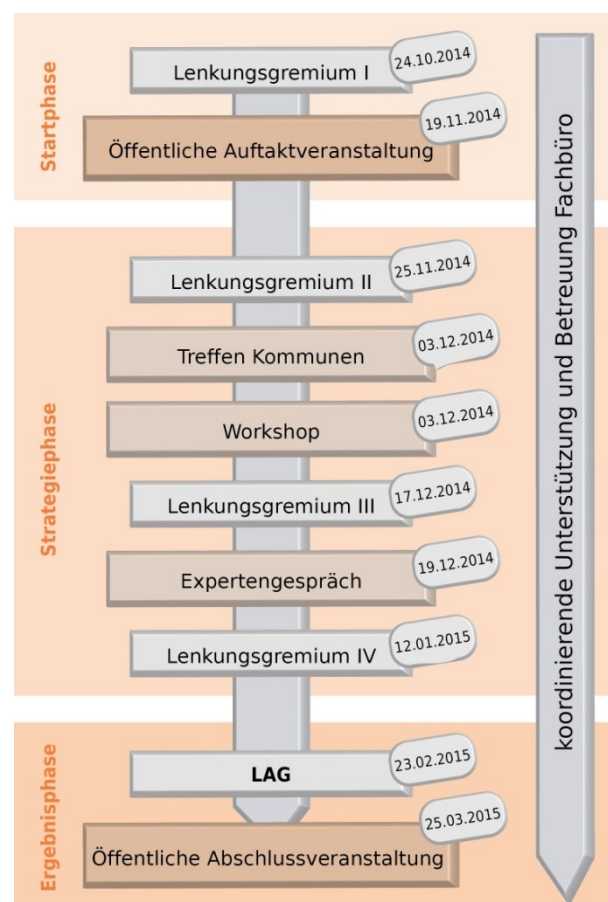 Startphase
Lenkungsgremium I
24.10.2014
Öffentliche Auftaktveranstaltung
19.11.2014
Strategiephase
Lenkungsgremium II
25.11.2014
Treffen Kommunen
03.12.2014
Workshop
03.12.2014
Lenkungsgremium III
17.12.2014
Expertengespräch
19.12.2014
Lenkungsgremium IV
12.01.2015
Ergebnisphase
LAG
23.02.2015
Öffentliche Abschlussveranstaltung
25.03.2015
koordinierende Unterstützung und Betreuung Fachbüro